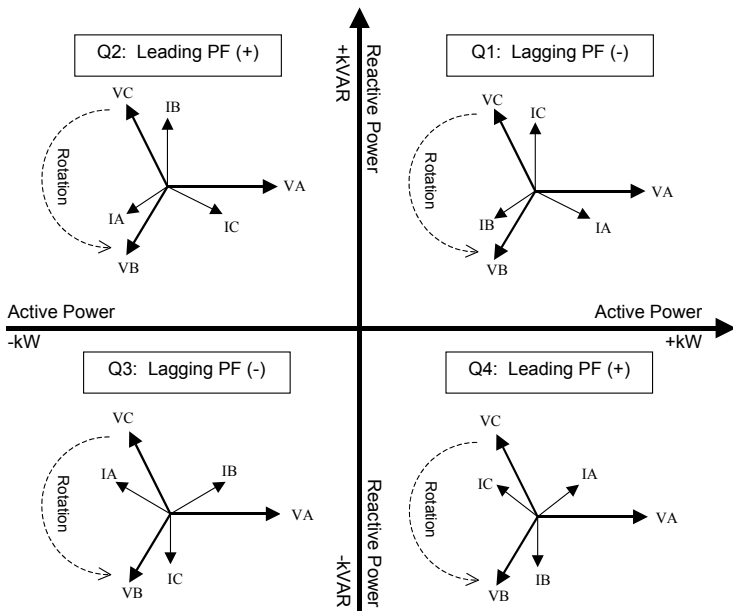 Q2: Leading PF (+)
VC
IB
Rotation
VA
IA
IC
VB
+kVAR
Reactive Power
Q1: Lagging PF (-)
VC
IC
Rotation
VA
IB
IA
VB
Active Power
-kW
Active Power
+kW
Q3: Lagging PF (-)
VC
IA
IB
Rotation
VA
VB
IC
-kVAR
Reactive Power
Q4: Leading PF (+)
VC
IA
IC
Rotation
VA
VB
IB